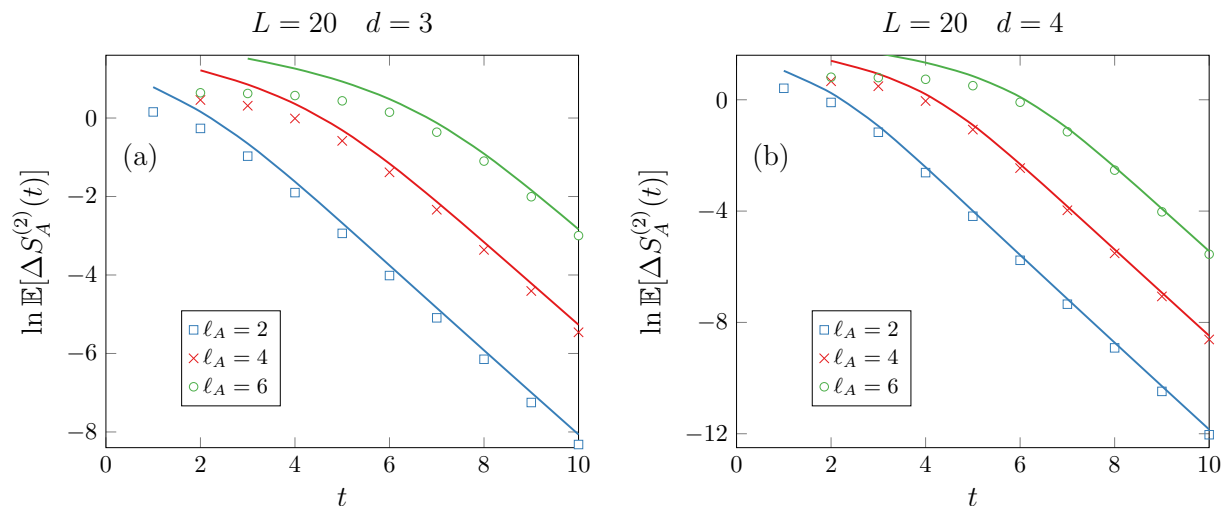 L = 20 d = 3
ln 𝔼[ΔS_A^{(2)}(t)]
0
−2
−4
−6
−8
(a)
ℓ_A = 2
ℓ_A = 4
ℓ_A = 6
0 2 4 6 8 10
t
L = 20 d = 4
ln 𝔼[ΔS_A^{(2)}(t)]
0
−4
−8
−12
(b)
ℓ_A = 2
ℓ_A = 4
ℓ_A = 6
0 2 4 6 8 10
t